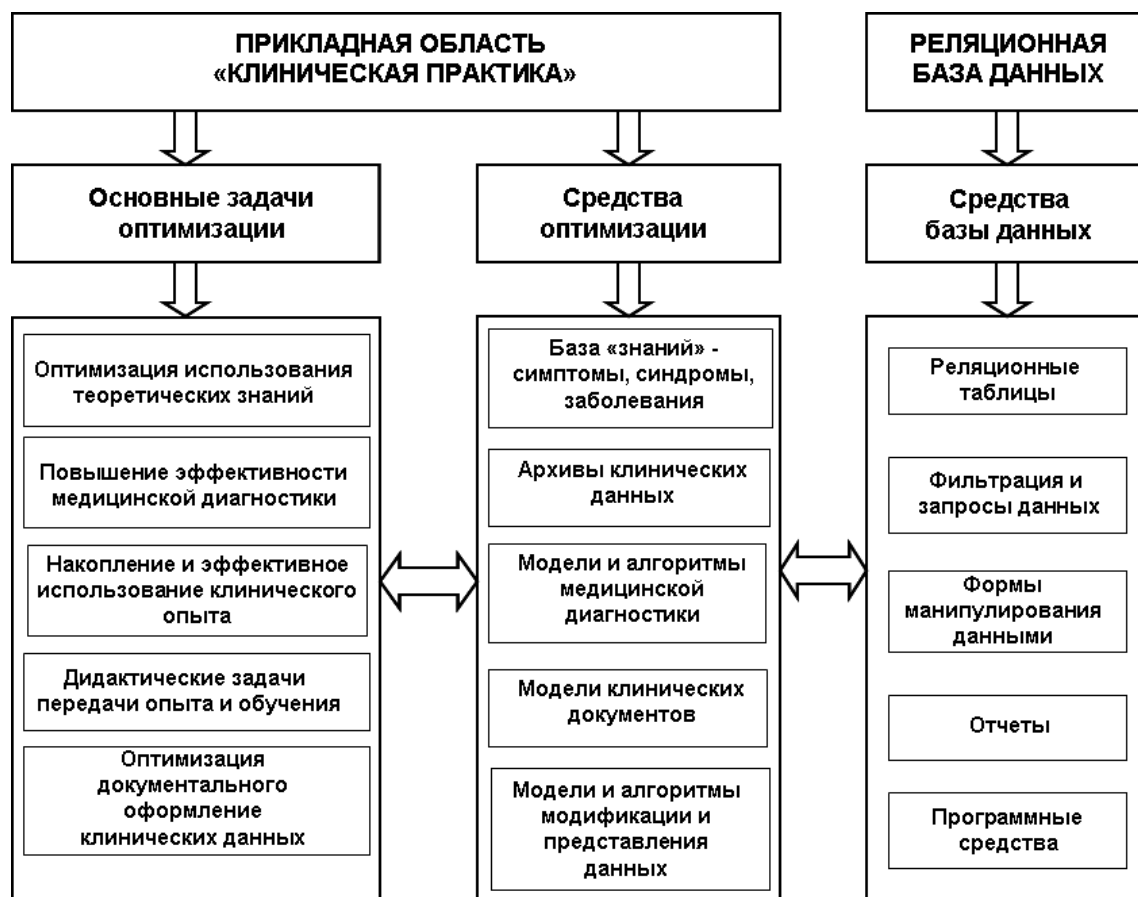 ПРИКЛАДНАЯ ОБЛАСТЬ
«КЛИНИЧЕСКАЯ ПРАКТИКА»
РЕЛЯЦИОННАЯ
БАЗА ДАННЫХ
Основные задачи
оптимизации
Средства
оптимизации
Средства
базы данных
Оптимизация использования
теоретических знаний
Повышение эффективности
медицинской диагностики
Накопление и эффективное
использование клинического
опыта
Дидактические задачи
передачи опыта и обучения
Оптимизация
документального
оформление
клинических данных
База «знаний» -
симптомы, синдромы,
заболевания
Архивы клинических
данных
Модели и алгоритмы
медицинской
диагностики
Модели клинических
документов
Модели и алгоритмы
модификации и
представления
данных
Реляционные
таблицы
Фильтрация и
запросы данных
Формы
манипулирования
данными
Отчеты
Программные
средства